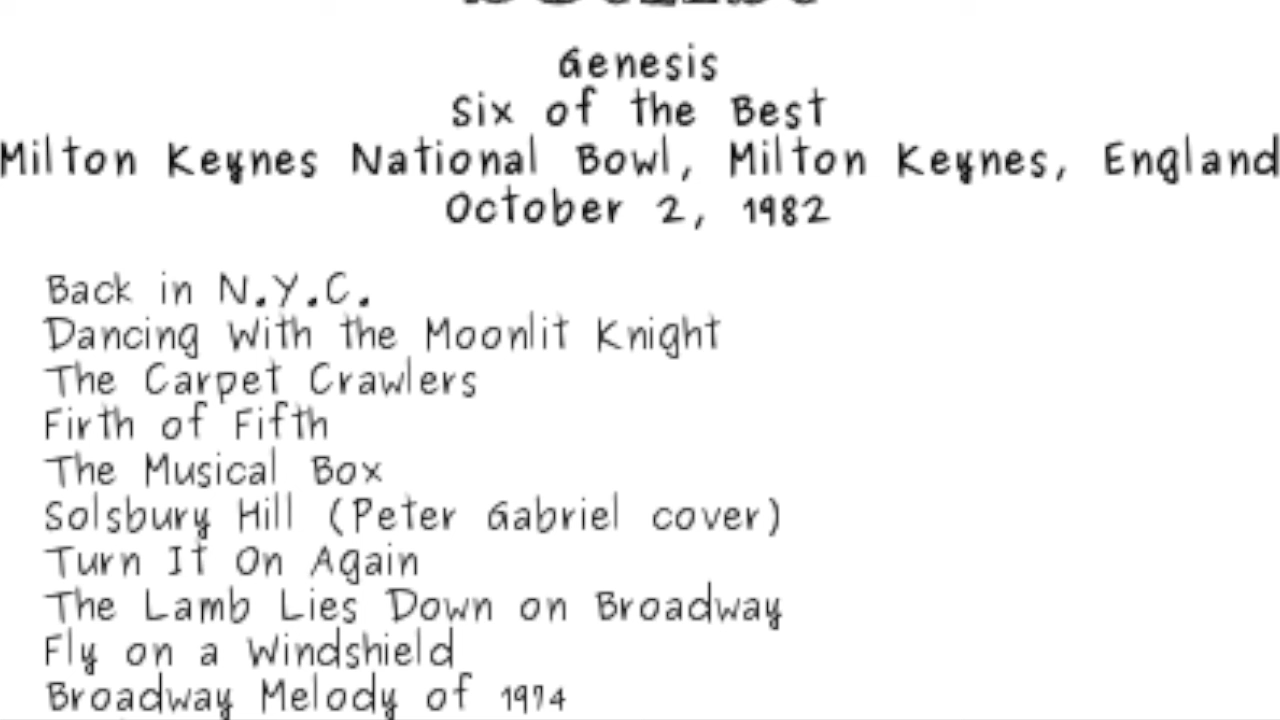 Genesis
Six of the Best
Milton Keynes National Bowl, Milton Keynes, England
October 2, 1982
Back in N.Y.C.
Dancing With the Moonlit Knight
The Carpet Crawlers
Firth of Fifth
The Musical Box
Solsbury Hill (Peter Gabriel cover)
Turn It On Again
The Lamb Lies Down on Broadway
Fly on a Windshield
Broadway Melody of 1974